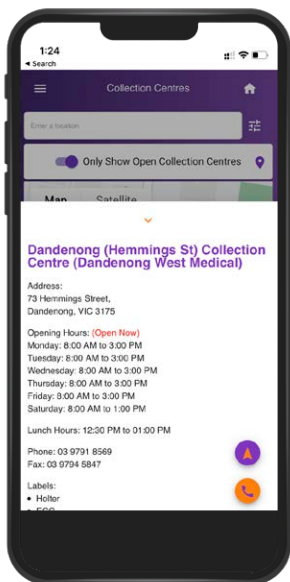 1:24
Search
Collection Centres
Enter a location
Only Show Open Collection Centres
Map Satellite
Dandenong (Hemmings St) Collection
Centre (Dandenong West Medical)
Address:
73 Hemmings Street,
Dandenong, VIC 3175
Opening Hours: (Open Now)
Monday: 8:00 AM to 3:00 PM
Tuesday: 8:00 AM to 3:00 PM
Wednesday: 8:00 AM to 3:00 PM
Thursday: 8:00 AM to 3:00 PM
Friday: 8:00 AM to 3:00 PM
Saturday: 8:00 AM to 1:00 PM
Lunch Hours: 12:30 PM to 01:00 PM
Phone: 03 9791 8569
Fax: 03 9794 5847
Labels:
• Holter
• ECG